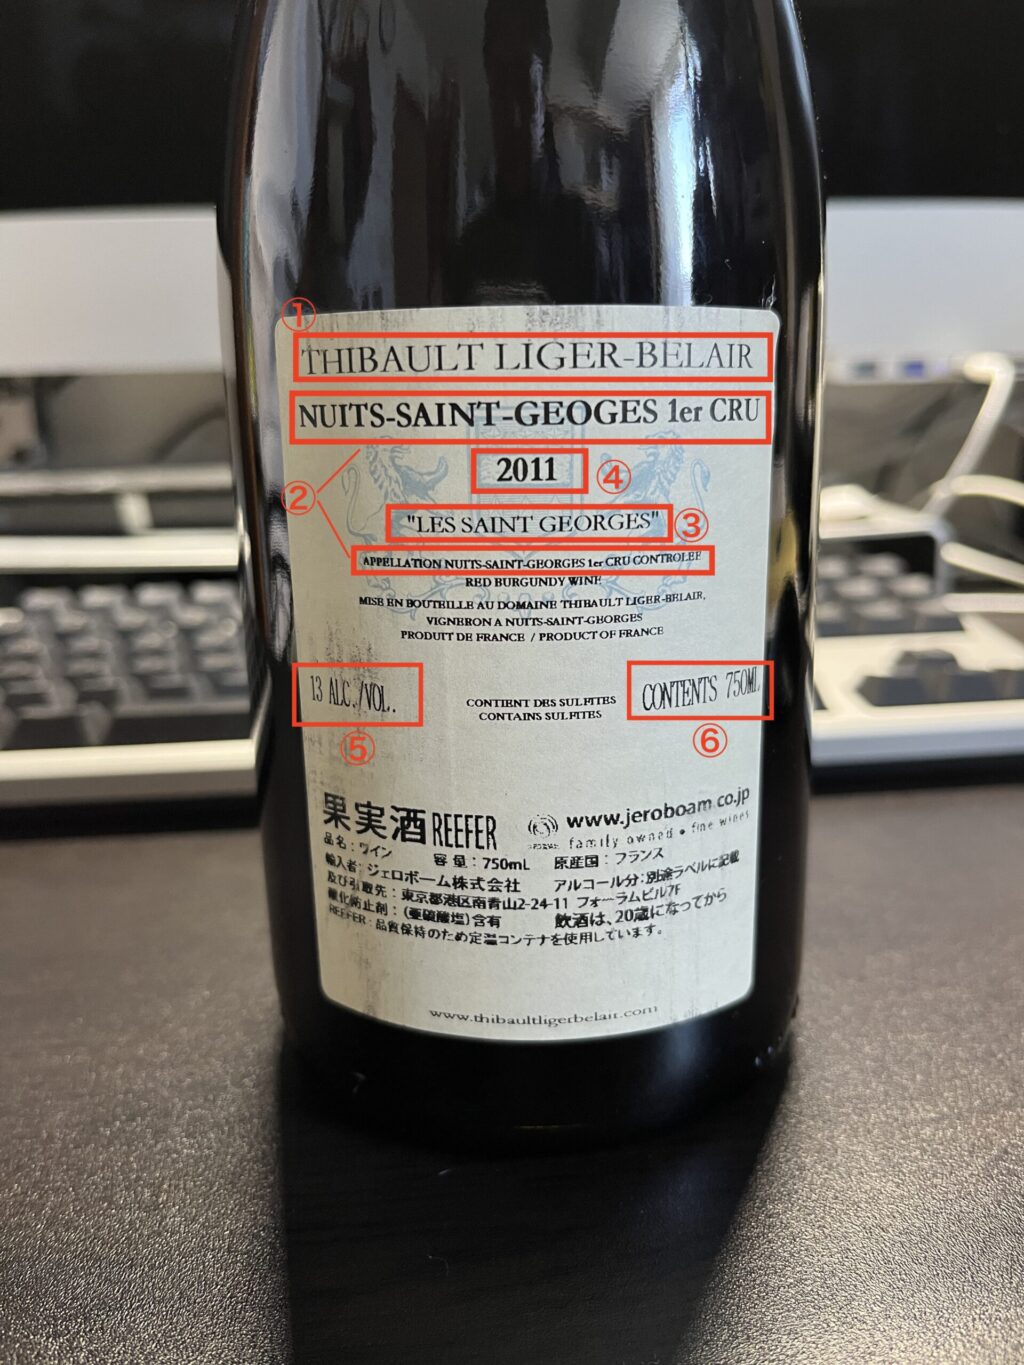 ①
THIBAULT LIGER-BELAIR
NUITS-SAINT-GEOGES 1er CRU
②
2011 ④
"LES SAINT GEORGES" ③
APPELLATION NUITS-SAINT-GEORGES 1er CRU CONTROLEE
RED BURGUNDY WINE
MISE EN BOUTEILLE AU DOMAINE THIBAULT LIGER-BELAIR,
VIGNERON A NUITS-SAINT-GEORGES
PRODUIT DE FRANCE / PRODUCT OF FRANCE
13 ALC./VOL.
CONTIENT DES SULFITES
CONTAINS SULFITES
CONTENTS 750ML
⑤
⑥
果実酒 REEFER
www.jeroboam.co.jp
family owned • fine wines
品名:ワイン 容量:750mL 原産国:フランス
輸入者:ジェロボーム株式会社 アルコール分:別途ラベルに記載
及び引取先:東京都港区南青山2-24-11 フォーラムビル7F
酸化防止剤:(亜硫酸塩)含有 飲酒は、20歳になってから
REEFER:品質保持のため定温コンテナを使用しています。
www.thibaultligerbelair.com